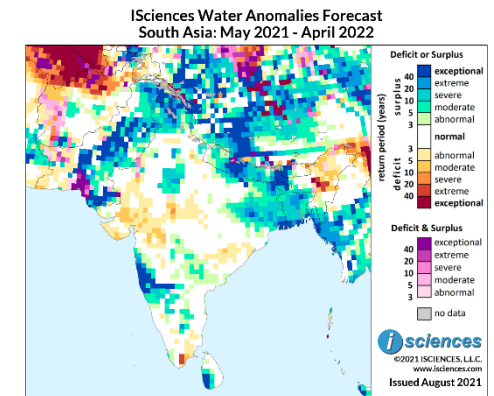 ISciences Water Anomalies Forecast
South Asia: May 2021 - April 2022
Deficit or Surplus
return period (years)
surplus
40 exceptional
20 extreme
10 severe
5 moderate
3 abnormal
normal
deficit
3 abnormal
5 moderate
10 severe
20 extreme
40 exceptional
Deficit & Surplus
40 exceptional
20 extreme
10 severe
5 moderate
3 abnormal
no data
i sciences
©2021 ISCIENCES, L.L.C.
www.isciences.com
Issued August 2021